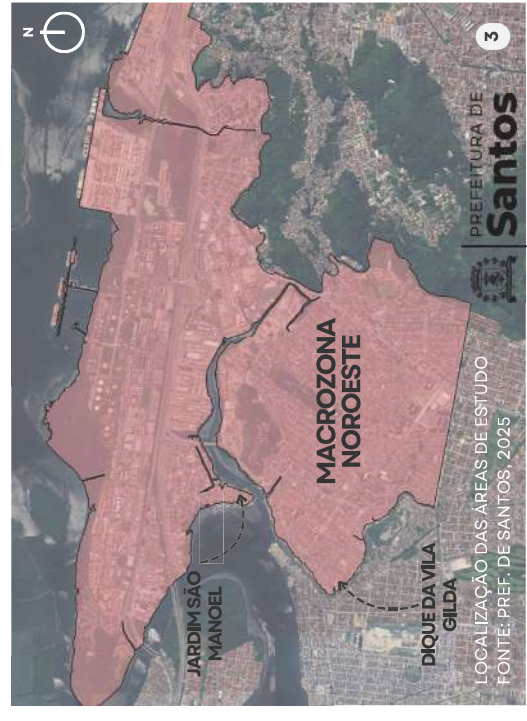 N
3
PREFEITURA DE
Santos
MACROZONA
NOROESTE
JARDIM SÃO
MANOEL
DIQUE DA VILA
GILDA
LOCALIZAÇÃO DAS ÁREAS DE ESTUDO
FONTE: PREF. DE SANTOS, 2025